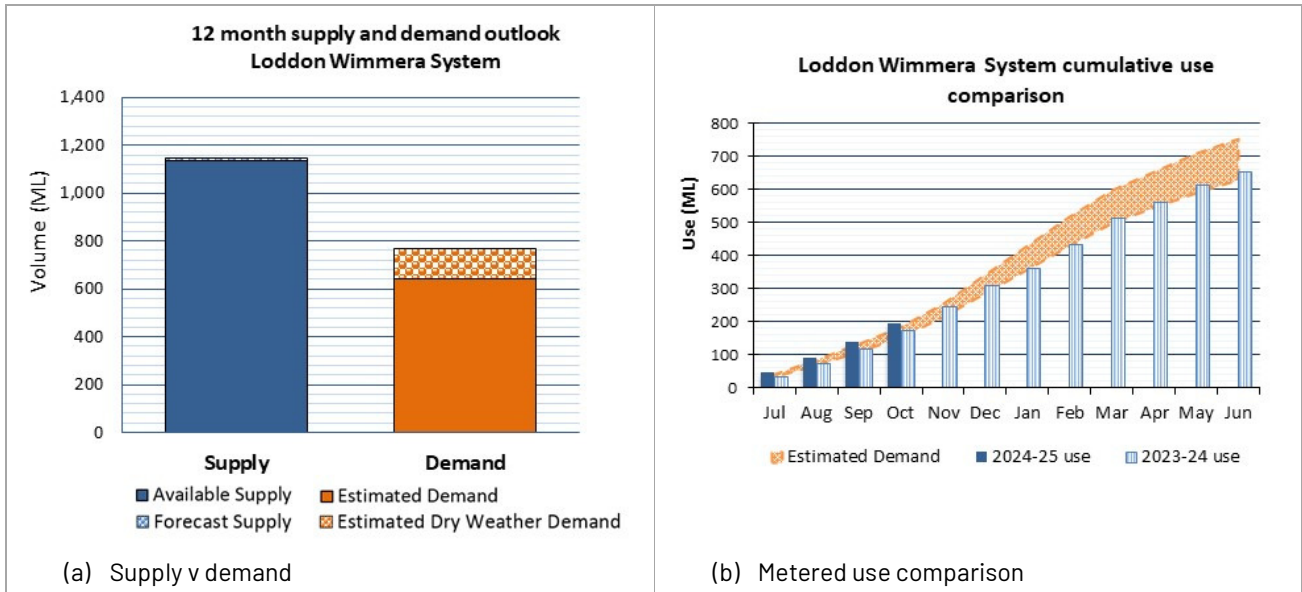 12 month supply and demand outlook
Loddon Wimmera System
Volume (ML)
1,400
1,200
1,000
800
600
400
200
0
Supply Demand
Available Supply Estimated Demand
Forecast Supply Estimated Dry Weather Demand
(a) Supply v demand
Loddon Wimmera System cumulative use
comparison
Use (ML)
800
700
600
500
400
300
200
100
0
Jul Aug Sep Oct Nov Dec Jan Feb Mar Apr May Jun
Estimated Demand 2024-25 use 2023-24 use
(b) Metered use comparison